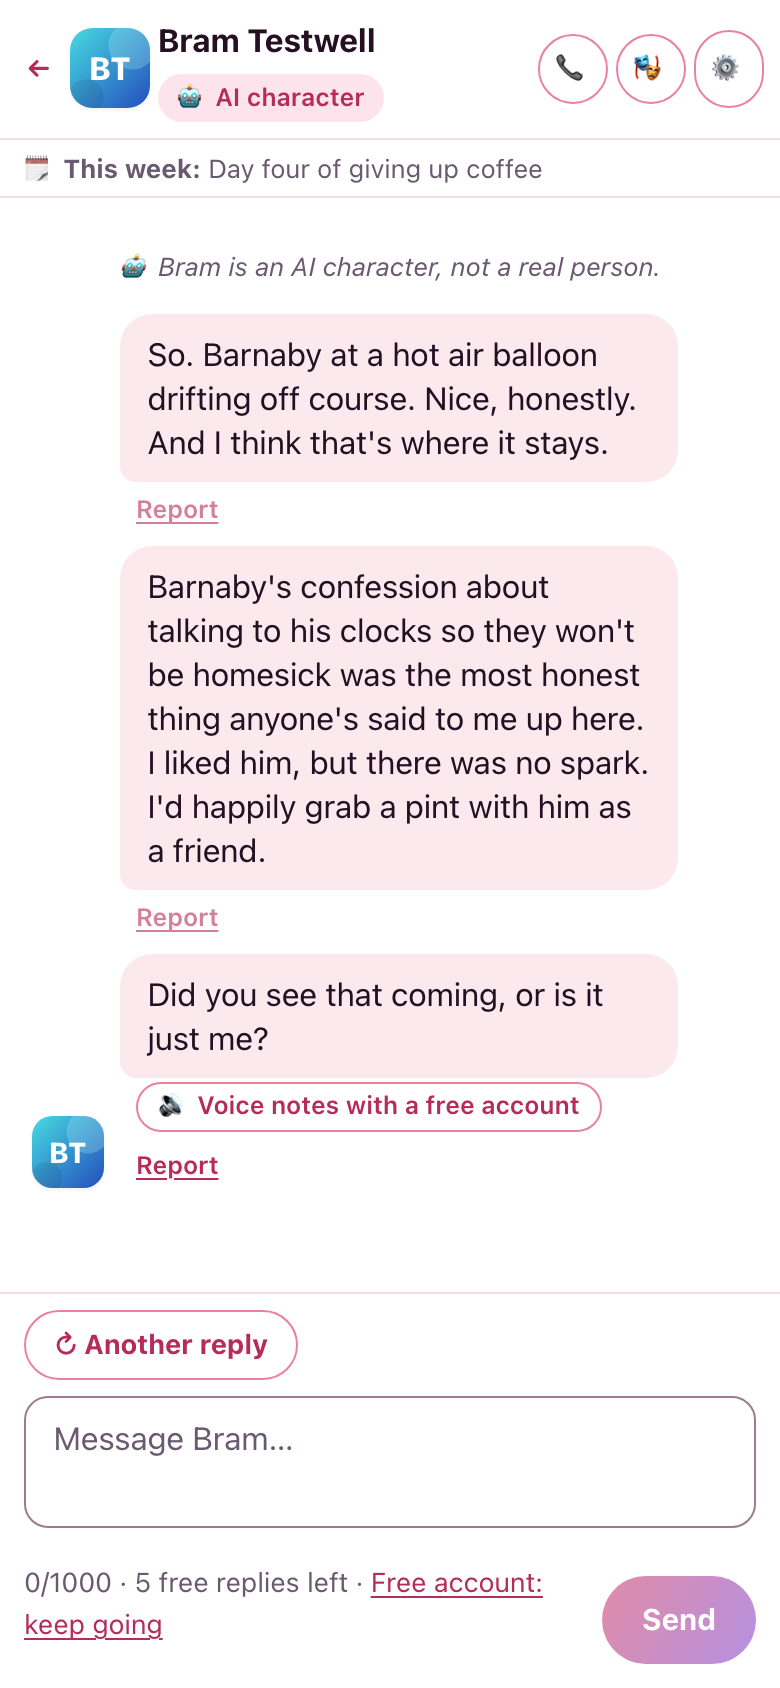 Bram Testwell
BT
AI character
This week: Day four of giving up coffee
Bram is an AI character, not a real person.
So. Barnaby at a hot air balloon
drifting off course. Nice, honestly.
And I think that's where it stays.
Report
Barnaby's confession about
talking to his clocks so they won't
be homesick was the most honest
thing anyone's said to me up here.
I liked him, but there was no spark.
I'd happily grab a pint with him as
a friend.
Report
Did you see that coming, or is it
just me?
Voice notes with a free account
BT
Report
↻ Another reply
Message Bram...
0/1000 · 5 free replies left · Free account:
keep going
Send